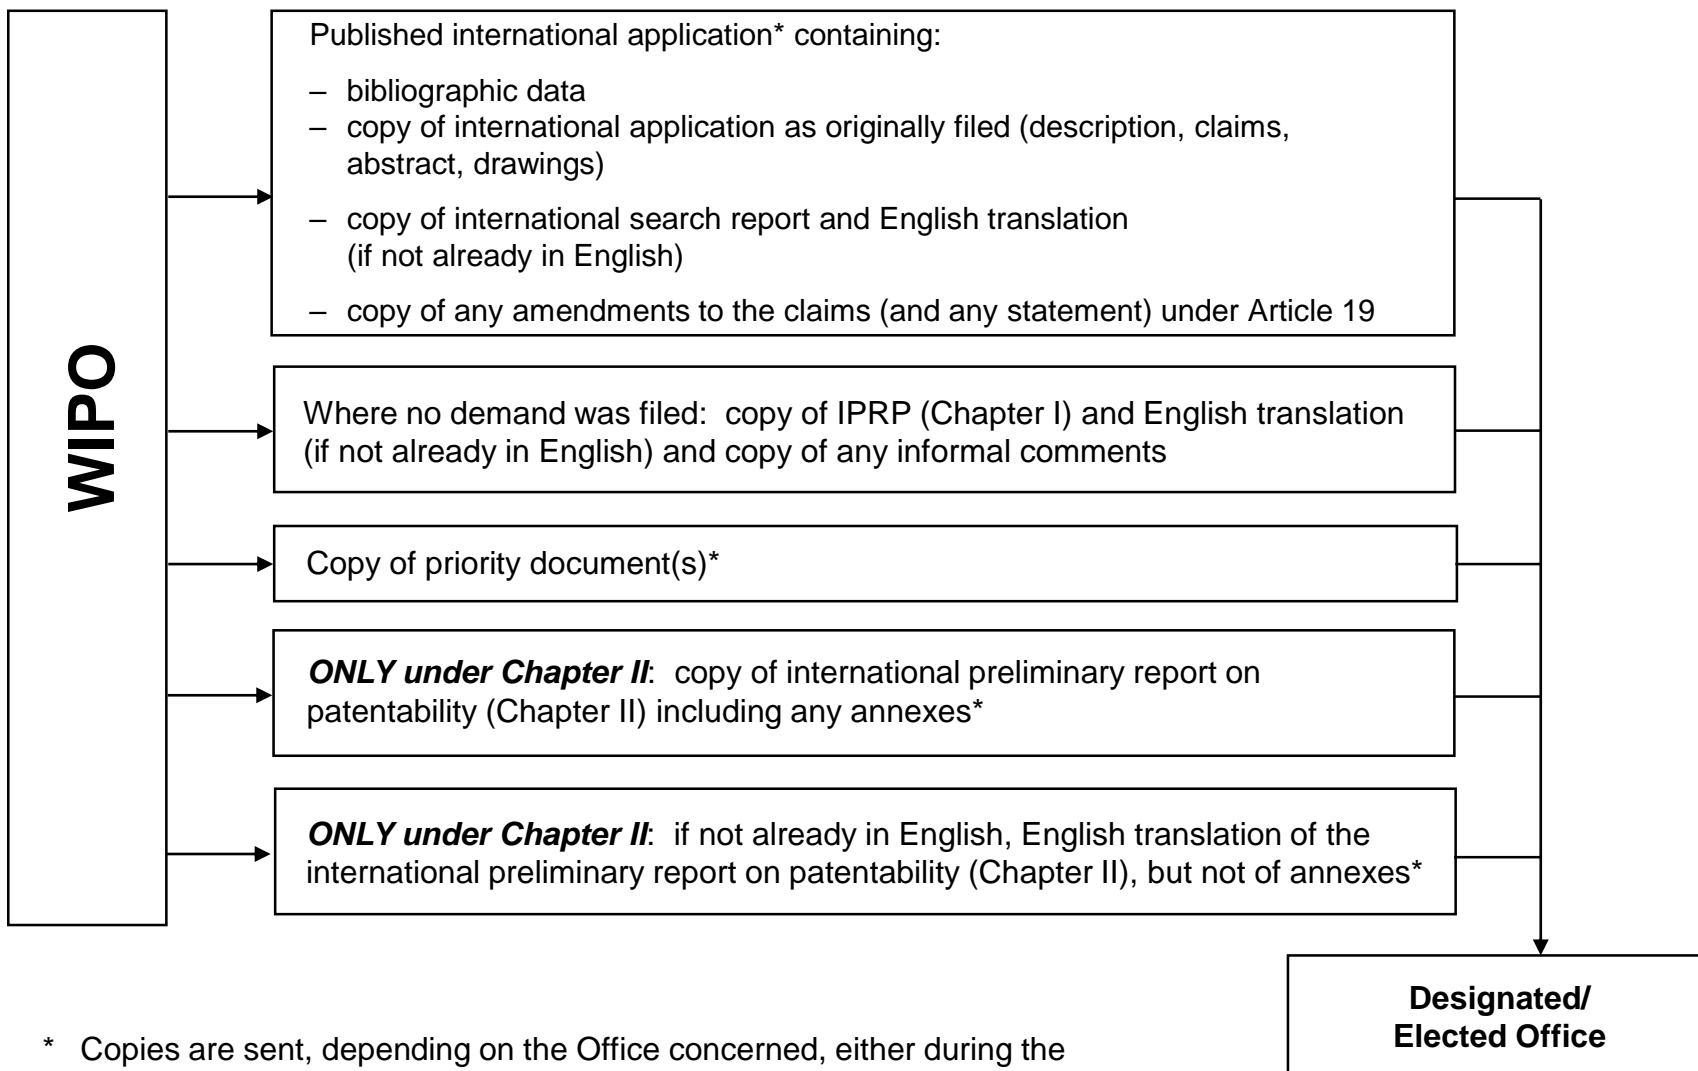 WIPO
Published international application* containing:
– bibliographic data
– copy of international application as originally filed (description, claims,
abstract, drawings)
– copy of international search report and English translation
(if not already in English)
– copy of any amendments to the claims (and any statement) under Article 19
Where no demand was filed: copy of IPRP (Chapter I) and English translation
(if not already in English) and copy of any informal comments
Copy of priority document(s)*
ONLY under Chapter II: copy of international preliminary report on
patentability (Chapter II) including any annexes*
ONLY under Chapter II: if not already in English, English translation of the
international preliminary report on patentability (Chapter II), but not of annexes*
Designated/
Elected Office
* Copies are sent, depending on the Office concerned, either during the